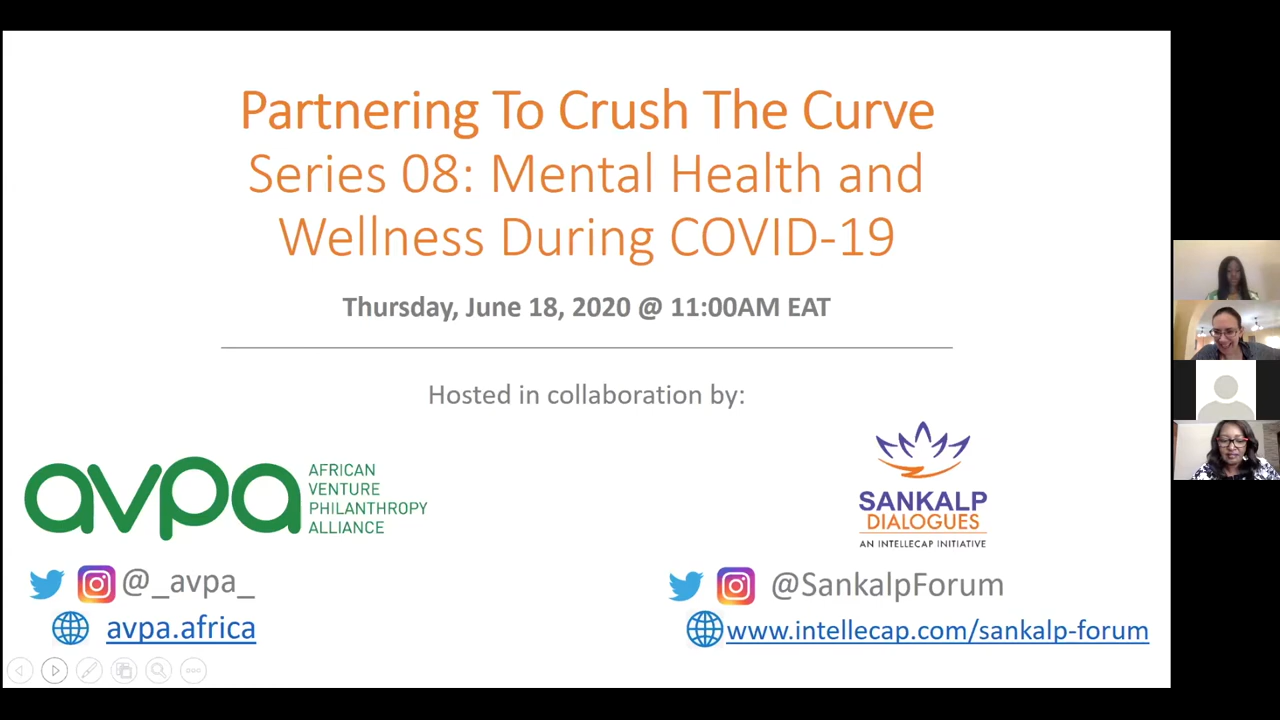 Partnering To Crush The Curve
Series 08: Mental Health and
Wellness During COVID-19
Thursday, June 18, 2020 @ 11:00AM EAT
Hosted in collaboration by:
avpa
AFRICAN
VENTURE
PHILANTHROPY
ALLIANCE
SANKALP
DIALOGUES
AN INTELLECAP INITIATIVE
@_avpa_
avpa.africa
@SankalpForum
www.intellecap.com/sankalp-forum